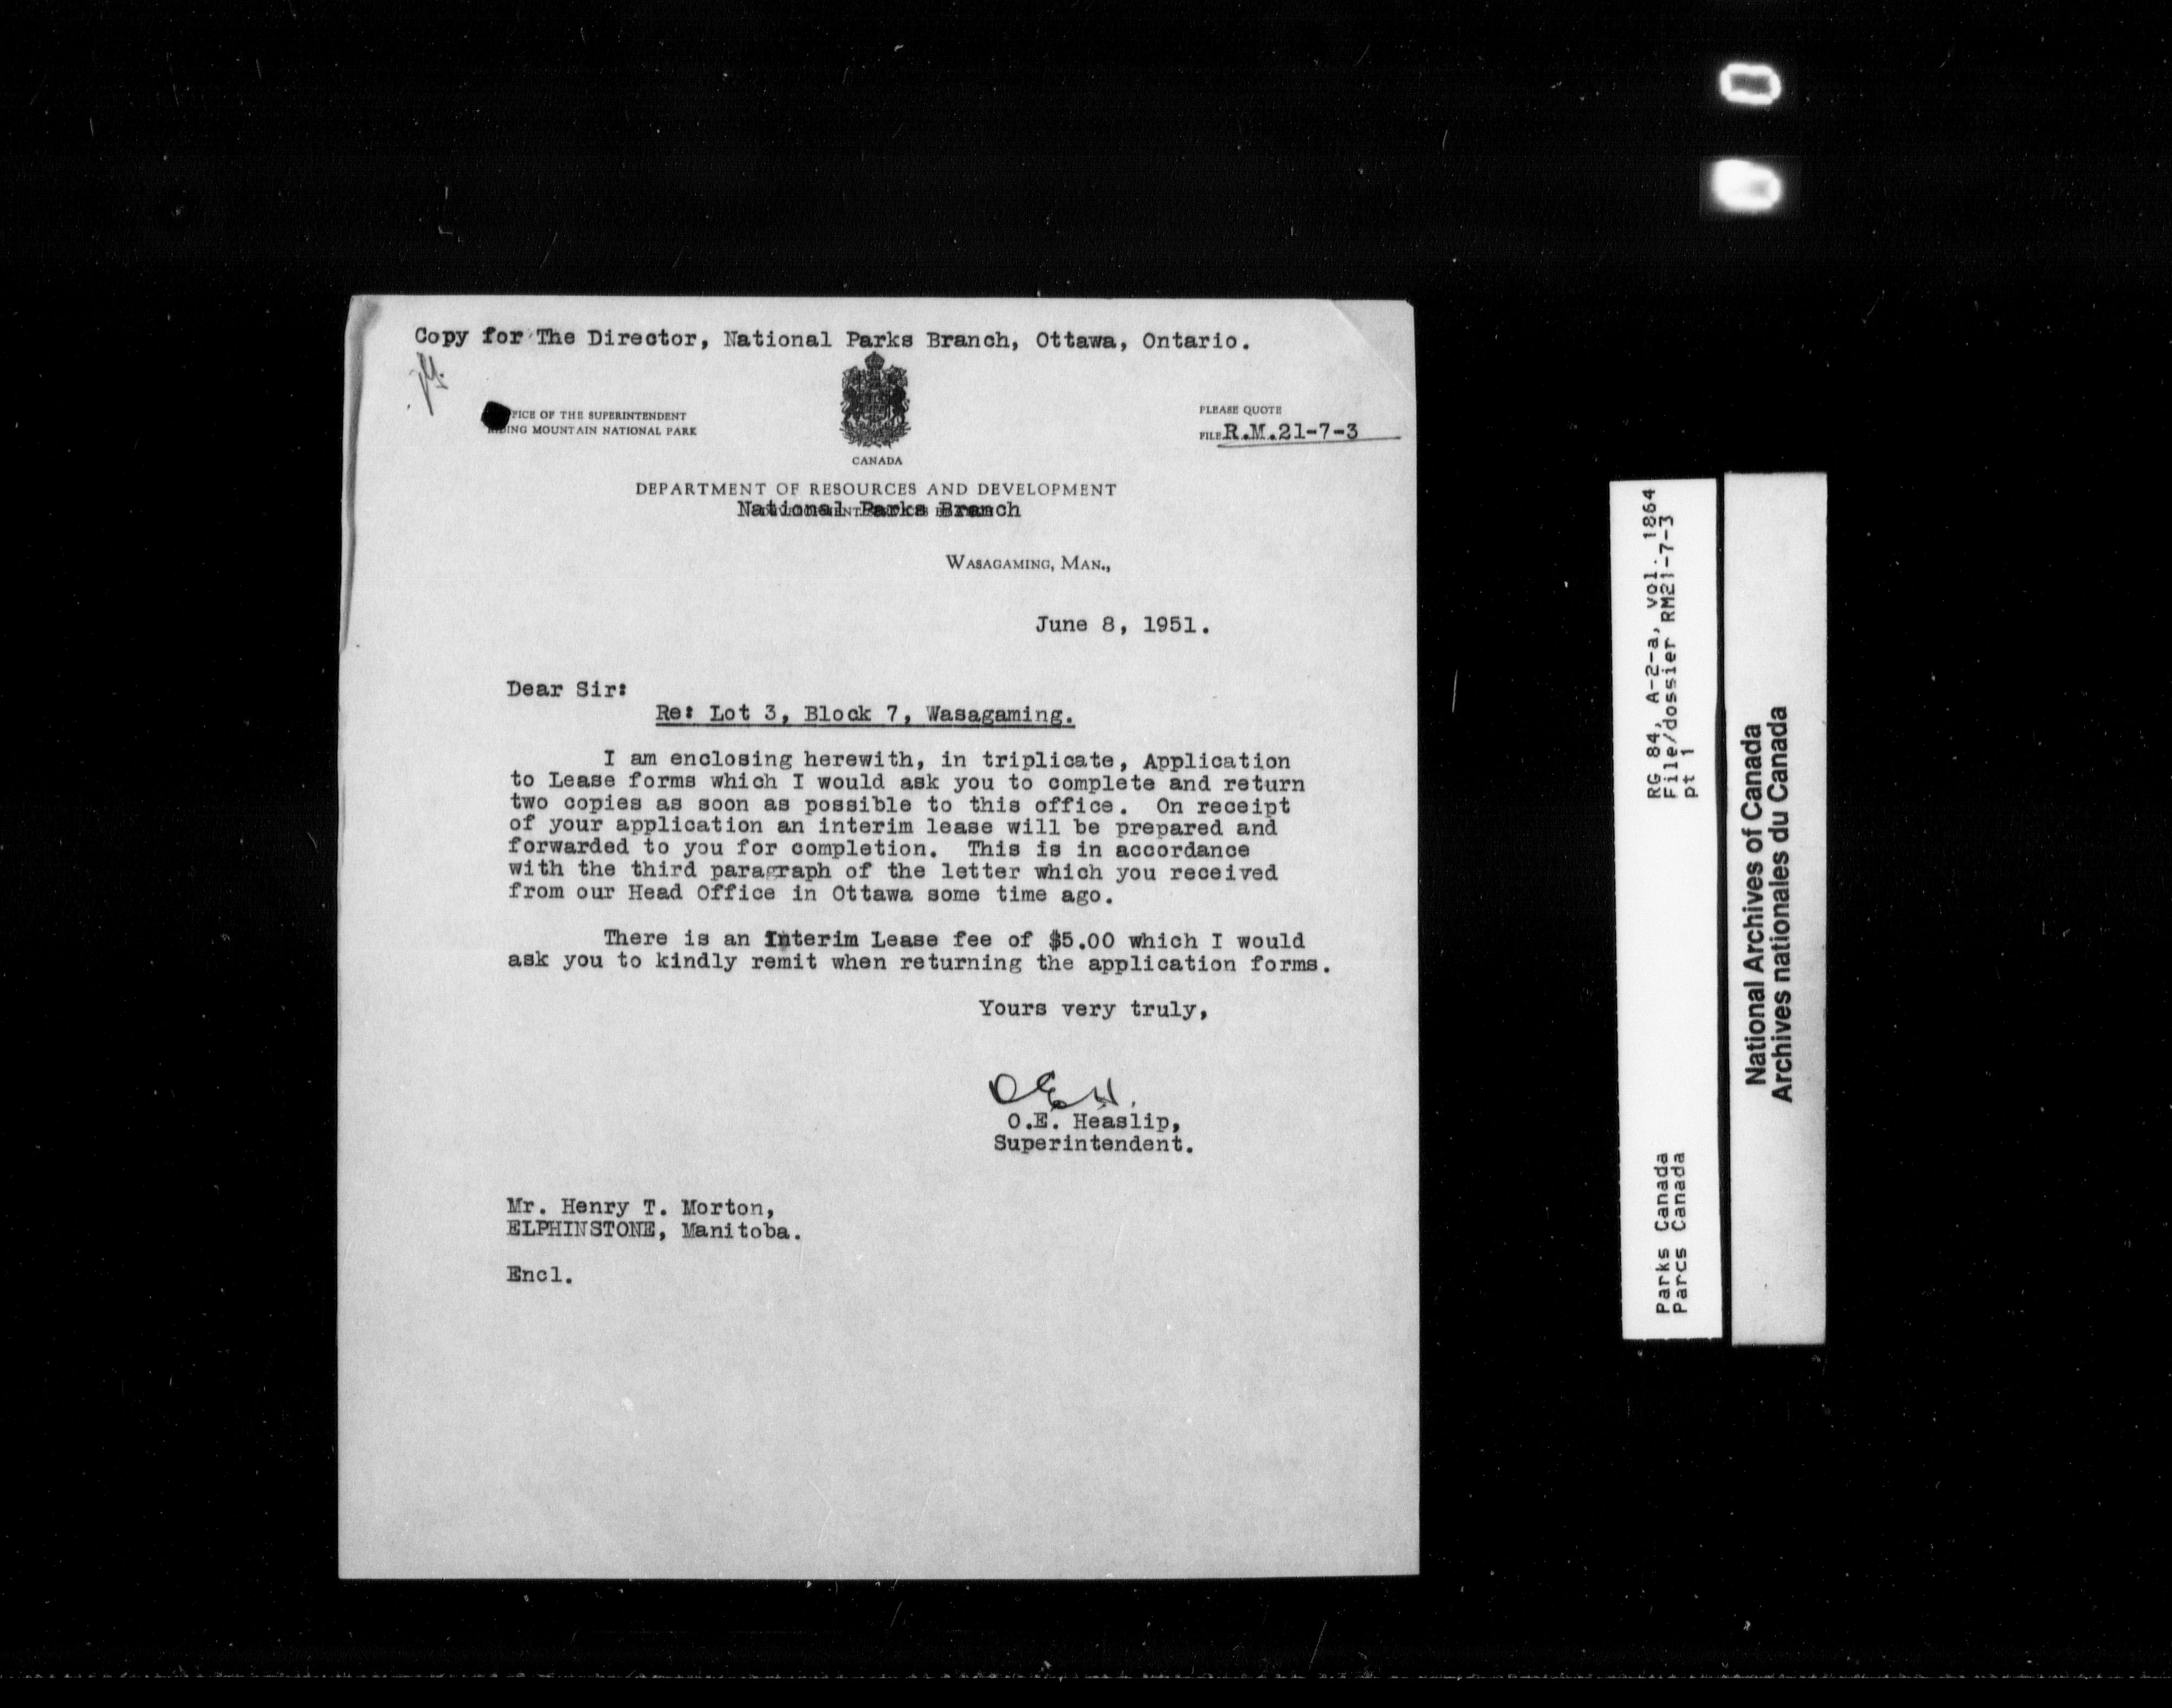 Copy for The Director, National Parks Branch, Ottawa, Ontario.
FICE OF THE SUPERINTENDENT
RIDING MOUNTAIN NATIONAL PARK
PLEASE QUOTE
FILE R.M.21-7-3
CANADA
DEPARTMENT OF RESOURCES AND DEVELOPMENT
National Parks Branch
WASAGAMING, MAN.,
June 8, 1951.
Dear Sir:
Re: Lot 3, Block 7, Wasagaming.
I am enclosing herewith, in triplicate, Application
to Lease forms which I would ask you to complete and return
two copies as soon as possible to this office. On receipt
of your application an interim lease will be prepared and
forwarded to you for completion. This is in accordance
with the third paragraph of the letter which you received
from our Head Office in Ottawa some time ago.
There is an Interim Lease fee of $5.00 which I would
ask you to kindly remit when returning the application forms.
Yours very truly,
O.E.H.
O.E. Heaslip,
Superintendent.
Mr. Henry T. Morton,
ELPHINSTONE, Manitoba.
Encl.
RG 84, A-2-a, vol. 1864
File/dossier RM21-7-3
pt 1
Parks Canada
Parcs Canada
National Archives of Canada
Archives nationales du Canada